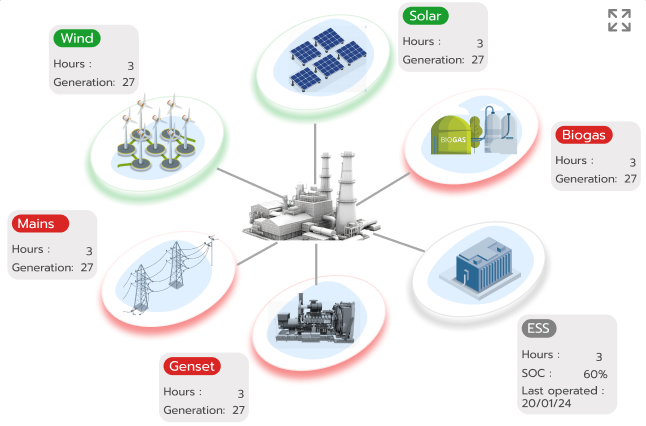 Solar
Hours : 3
Generation: 27
Wind
Hours : 3
Generation: 27
BIOGAS
Biogas
Hours : 3
Generation: 27
Mains
Hours : 3
Generation: 27
ESS
Hours : 3
SOC : 60%
Last operated :
20/01/24
Genset
Hours : 3
Generation: 27